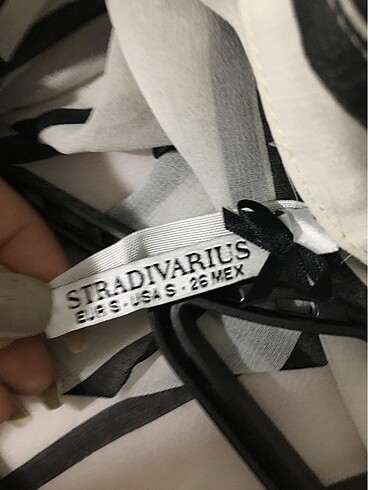 STRADIVARIUS
EUR S - USA S - 26 MEX